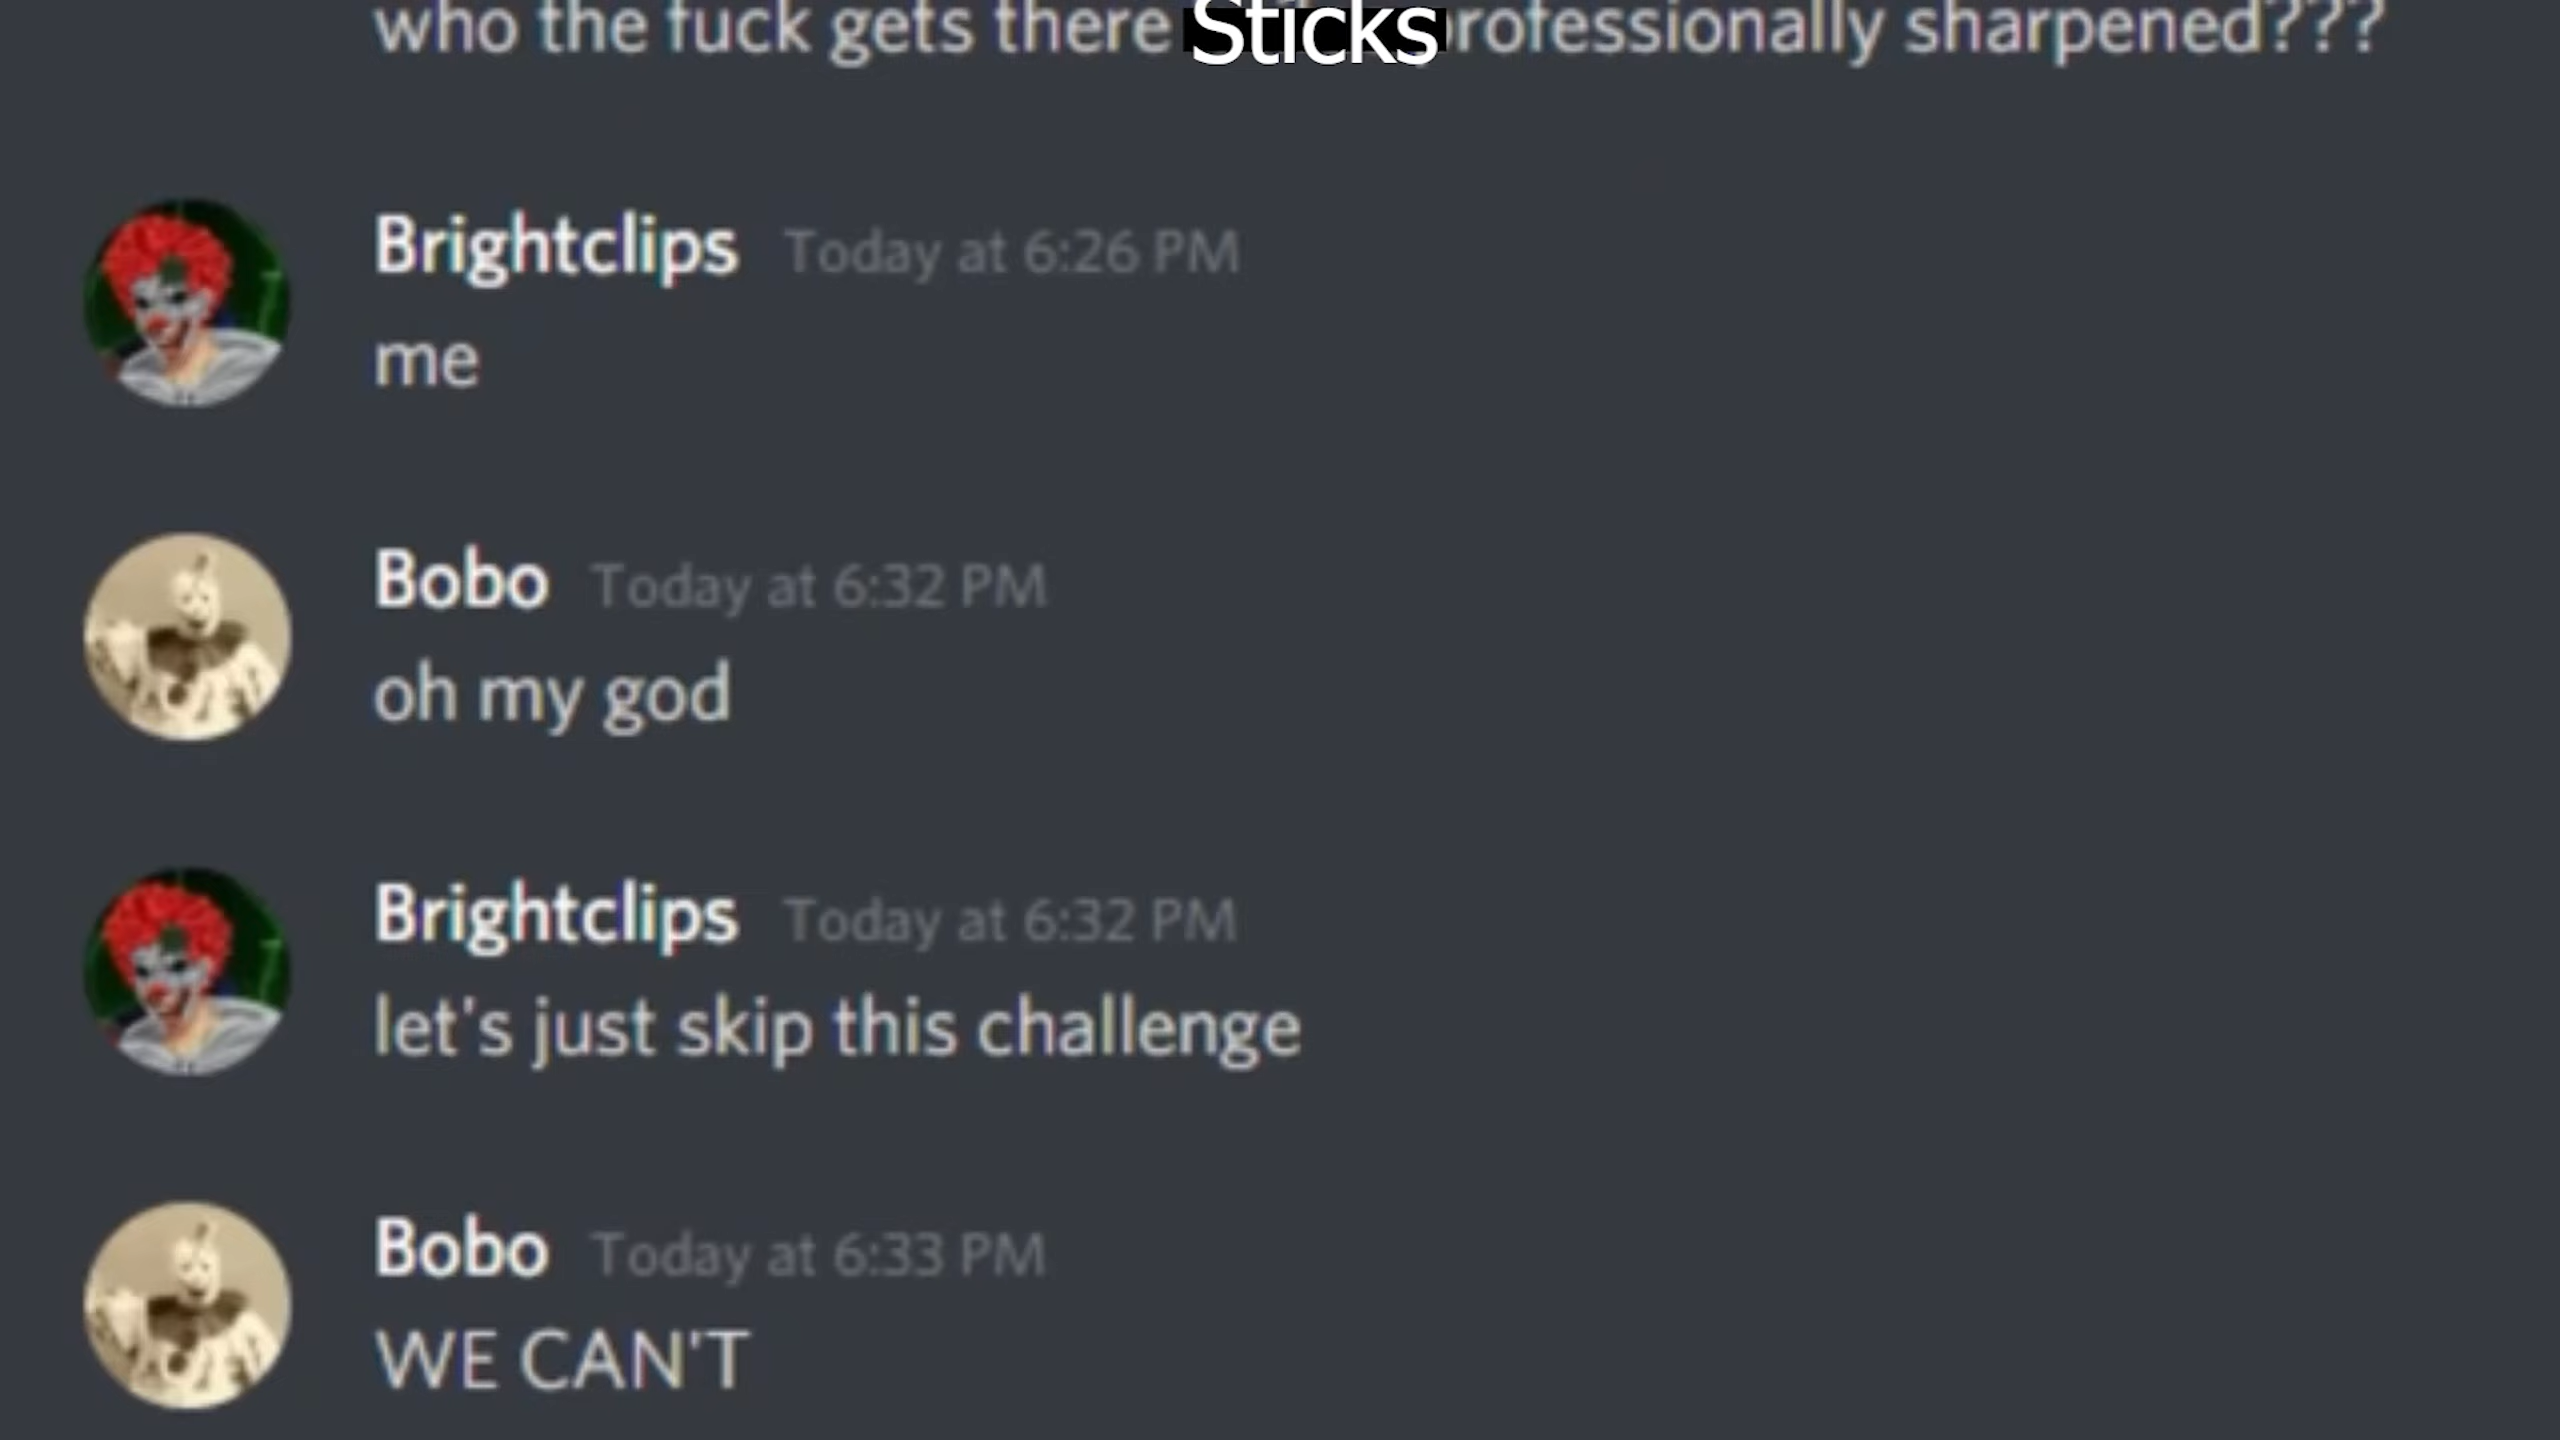 who the fuck gets there Sticks rofessionally sharpened???
Brightclips Today at 6:26 PM
me
Bobo Today at 6:32 PM
oh my god
Brightclips Today at 6:32 PM
let's just skip this challenge
Bobo Today at 6:33 PM
WE CAN'T